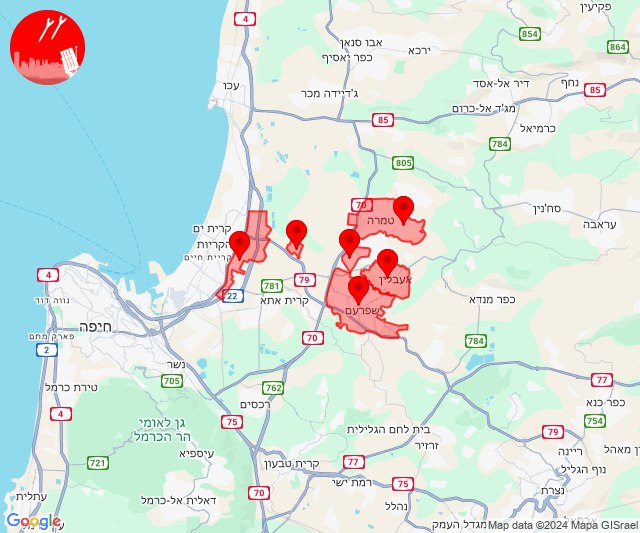 פקיעין
4
854
אבו סנאן
ירכא
כפר יאסיף
864
עכו
נחף
דיר אל-אסד
85
ג'דיידה מכר
מג'ד אל-כרום
85
כרמיאל
784
805
70
סח'נין
טמרה
עראבה
קרית ים
הקריות
קרית חיים
4
79
אעבלין
781
22
קרית אתא
כפר מנדא
נווה דוד
שפרעם
חיפה
פארק מחם
70
784
2
נשר
77
705
טירת כרמל
762
כפר כנא
4
רכסים
754
גן לאומי
הר הכרמל
75
בית לחם הגלילית
79
זרזיר
ריינה
עיספיא
721
77
קרית טבעון
נוף הגליל
75
רמת ישי
נצרת
עתלית
70
דאלית אל-כרמל
נהלל
מגדל העמק
Google
Map data ©2024 Mapa GISrael